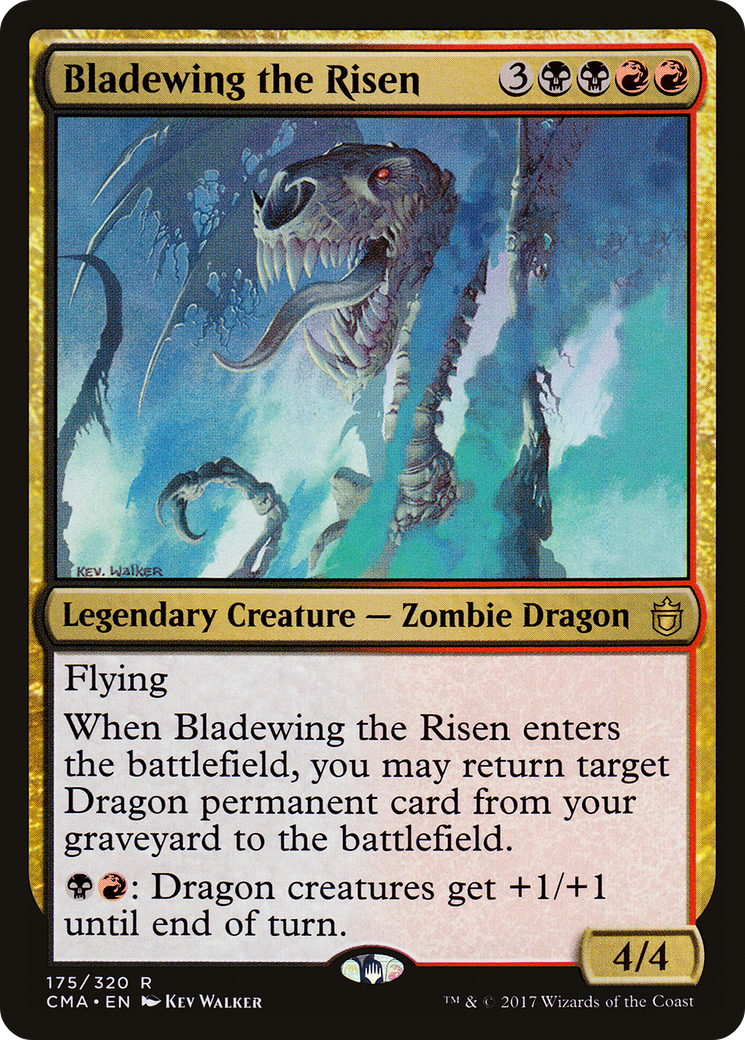 Bladewing the Risen 3
KEV. WALKER
Legendary Creature — Zombie Dragon
Flying
When Bladewing the Risen enters
the battlefield, you may return target
Dragon permanent card from your
graveyard to the battlefield.
: Dragon creatures get +1/+1
until end of turn.
4/4
175/320 R
CMA • EN Kev Walker
™ & © 2017 Wizards of the Coast